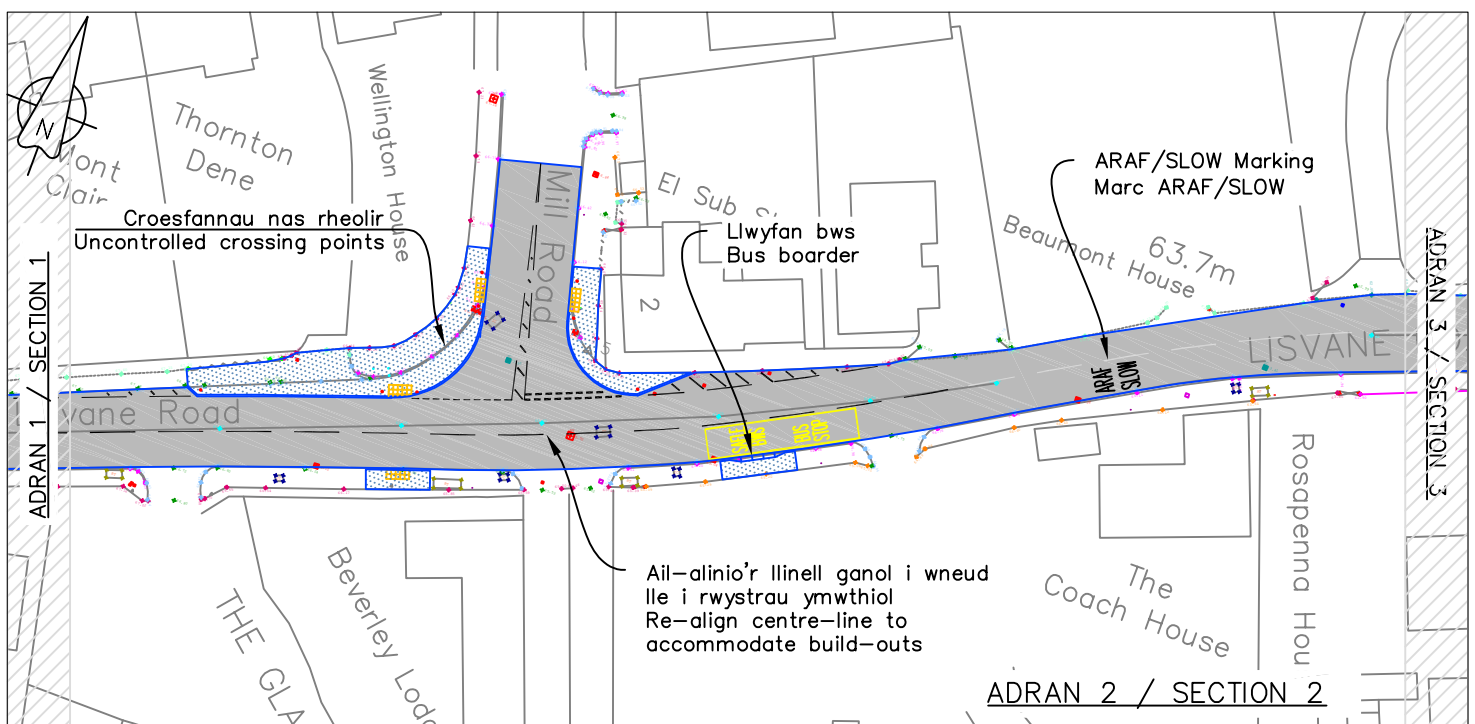 N
Mont
Clair
Thornton
Dene
Wellington House
Croesfannau nas rheolir
Uncontrolled crossing points
Mill Road
El Sub
2
Llwyfan bws
Bus boarder
ARAF/SLOW Marking
Marc ARAF/SLOW
Beaumont House
63.7m
ADRAN 1 / SECTION 1
ADRAN 3 / SECTION 3
LISVANE
ARAF
SLOW
vane Road
SAFLE
BWS
BUS
STOP
Ail-alinio'r llinell ganol i wneud
lle i rwystrau ymwthiol
Re-align centre-line to
accommodate build-outs
THE GLA
Beverley Lodg
The
Coach House
Rosapenna Hou
ADRAN 2 / SECTION 2